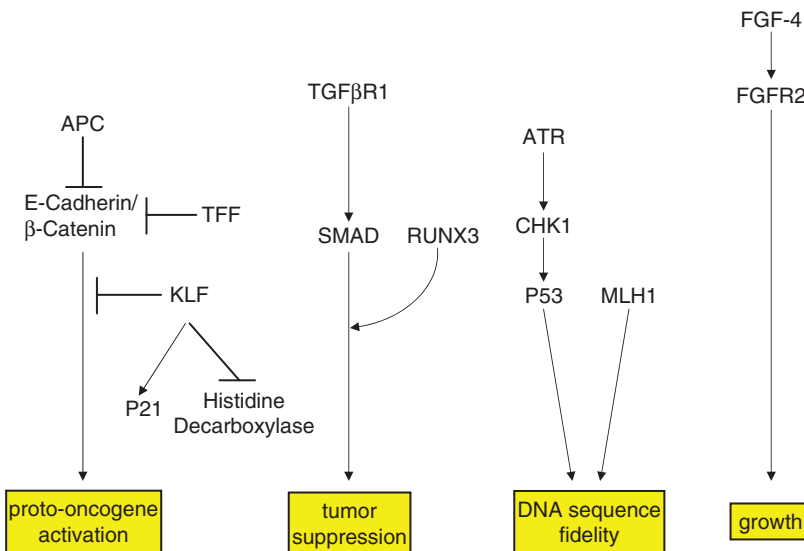 FGF-4
FGFR2
TGFβR1
APC
ATR
E-Cadherin/
β-Catenin
TFF
SMAD
RUNX3
CHK1
KLF
P53
MLH1
P21
Histidine
Decarboxylase
proto-oncogene
activation
tumor
suppression
DNA sequence
fidelity
growth